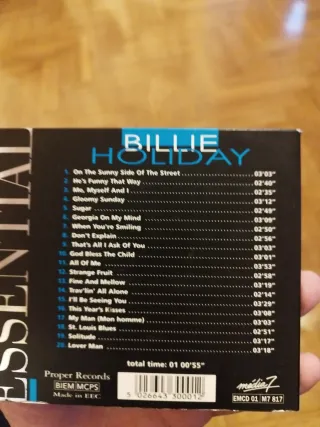 ESSENTIAL
BILLIE
HOLIDAY
1. On The Sunny Side Of The Street 03'03"
2. He's Funny That Way 02'40"
3. Me, Myself And I 02'35"
4. Gloomy Sunday 03'12"
5. Sugar 02'49"
6. Georgia On My Mind 03'09"
7. When You're Smiling 02'50"
8. Don't Explain 02'56"
9. That's All I Ask Of You 03'03"
10. God Bless The Child 03'01"
11. All Of Me 03'53"
12. Strange Fruit 02'58"
13. Fine And Mellow 03'19"
14. Trav'lin' All Alone 02'14"
15. I'll Be Seeing You 03'29"
16. This Year's Kisses 03'08"
17. My Man (Mon homme) 03'03"
18. St. Louis Blues 02'51"
19. Solitude 03'17"
20. Lover Man 03'18"
total time: 01 00'55"
Proper Records
BIEM MCPS
Made in EEC
5 026643 300012
média 7
EMCD 01 M7 817